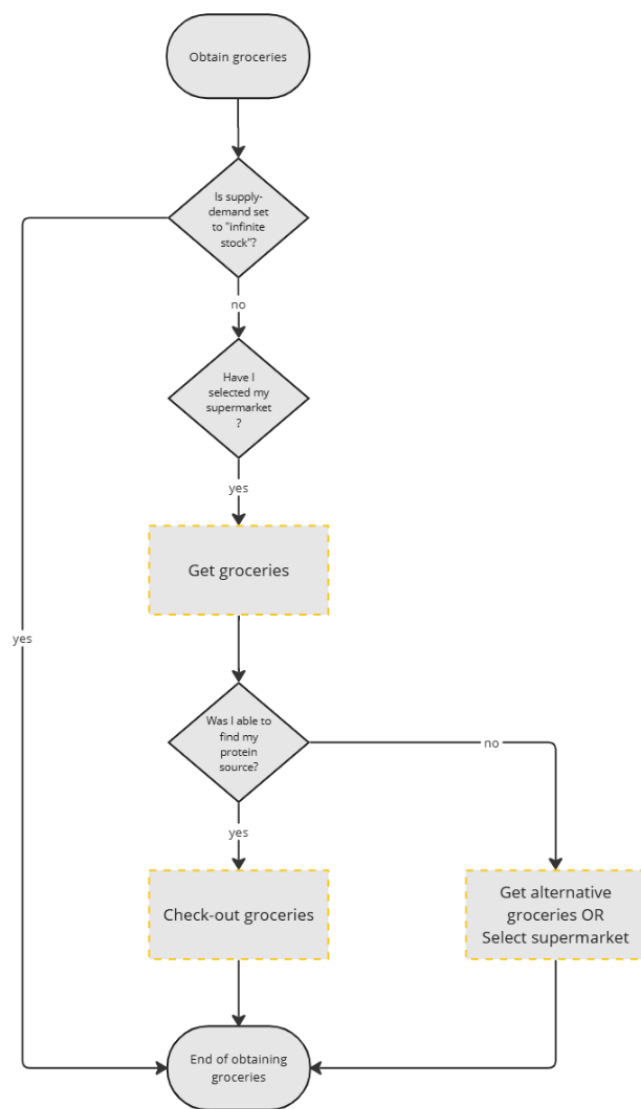 Obtain groceries
Is supply-
demand set
to "infinite
stock"?
no
Have I
selected my
supermarket
?
yes
Get groceries
yes
Was I able to
find my
protein
source?
no
yes
Check-out groceries
Get alternative
groceries OR
Select supermarket
End of obtaining
groceries